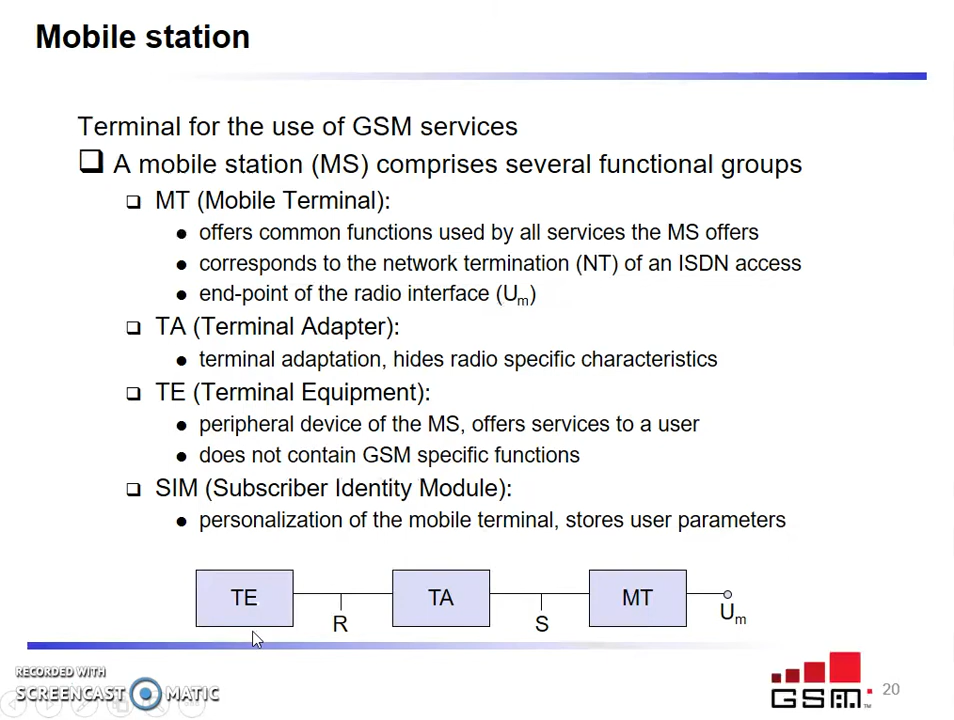 Mobile station
Terminal for the use of GSM services
A mobile station (MS) comprises several functional groups
MT (Mobile Terminal):
offers common functions used by all services the MS offers
corresponds to the network termination (NT) of an ISDN access
end-point of the radio interface (Um)
TA (Terminal Adapter):
terminal adaptation, hides radio specific characteristics
TE (Terminal Equipment):
peripheral device of the MS, offers services to a user
does not contain GSM specific functions
SIM (Subscriber Identity Module):
personalization of the mobile terminal, stores user parameters
TE TA MT
R S Um
RECORDED WITH
SCREENCAST MATIC
GSM™ 20